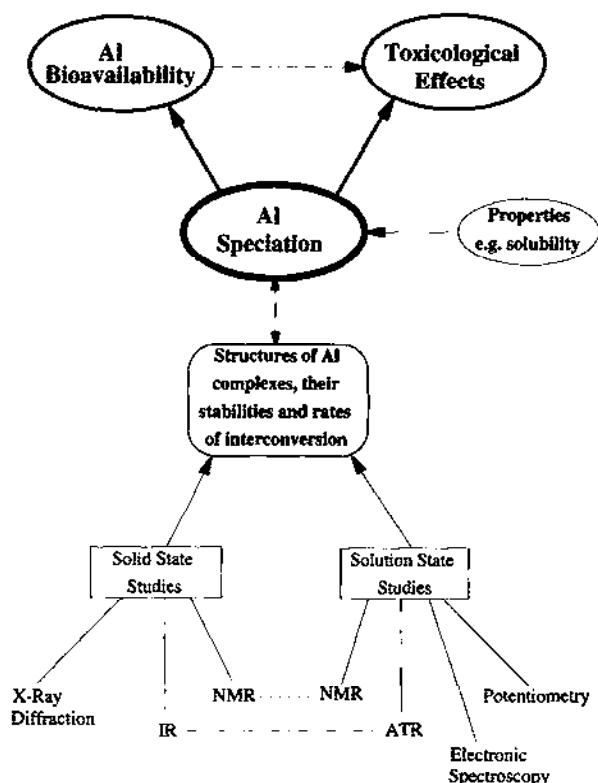 Al
Bioavailability
Toxicological
Effects
Al
Speciation
Properties
e.g. solubility
Structures of Al
complexes, their
stabilities and rates
of interconversion
Solid State
Studies
Solution State
Studies
X-Ray
Diffraction
NMR
NMR
Potentiometry
IR
ATR
Electronic
Spectroscopy